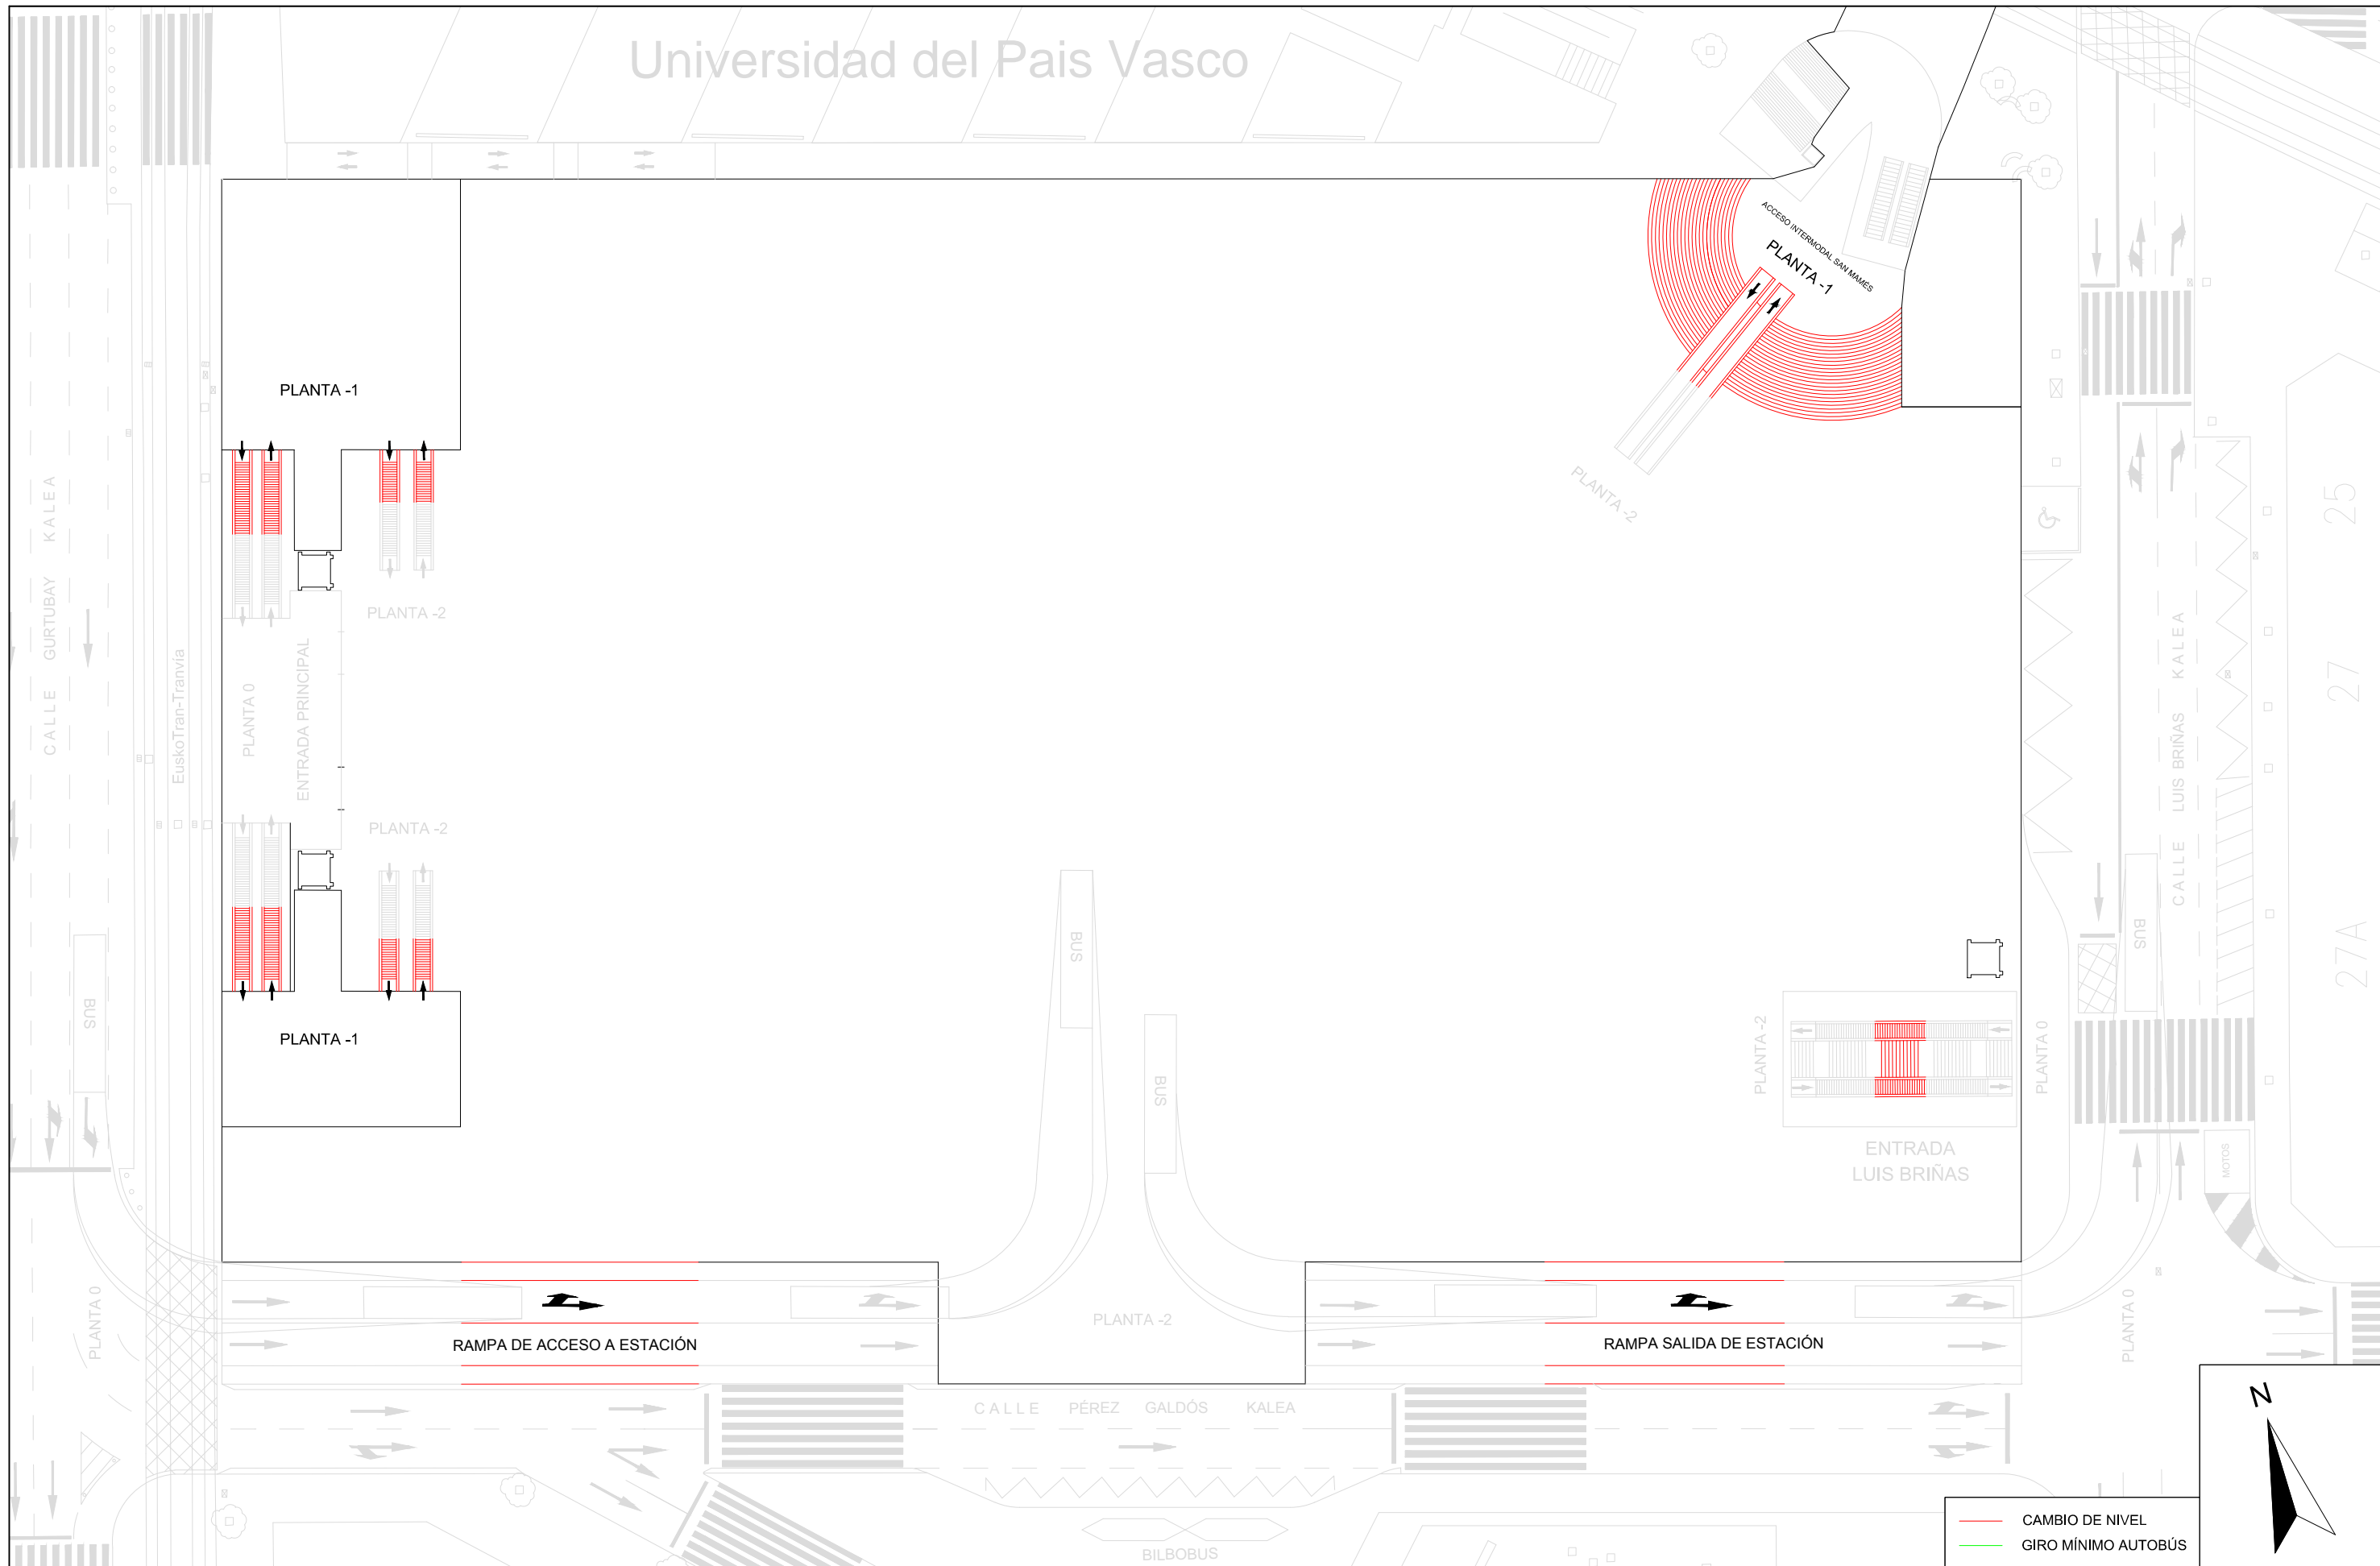 Universidad del Pais Vasco
ACCESO INTERMODAL SAN MAMÉS
PLANTA -1
PLANTA -2
PLANTA -1
PLANTA -2
PLANTA 0
ENTRADA PRINCIPAL
PLANTA -2
PLANTA -1
CALLE GURTUBAY KALEA
EuskoTran-Tranvía
BUS
BUS
BUS
BUS
CALLE LUIS BRIÑAS KALEA
25
27
27A
PLANTA -2
PLANTA 0
ENTRADA
LUIS BRIÑAS
MOTOS
PLANTA 0
RAMPA DE ACCESO A ESTACIÓN
PLANTA -2
RAMPA SALIDA DE ESTACIÓN
PLANTA 0
CALLE PÉREZ GALDÓS KALEA
BILBOBUS
N
CAMBIO DE NIVEL
GIRO MÍNIMO AUTOBÚS